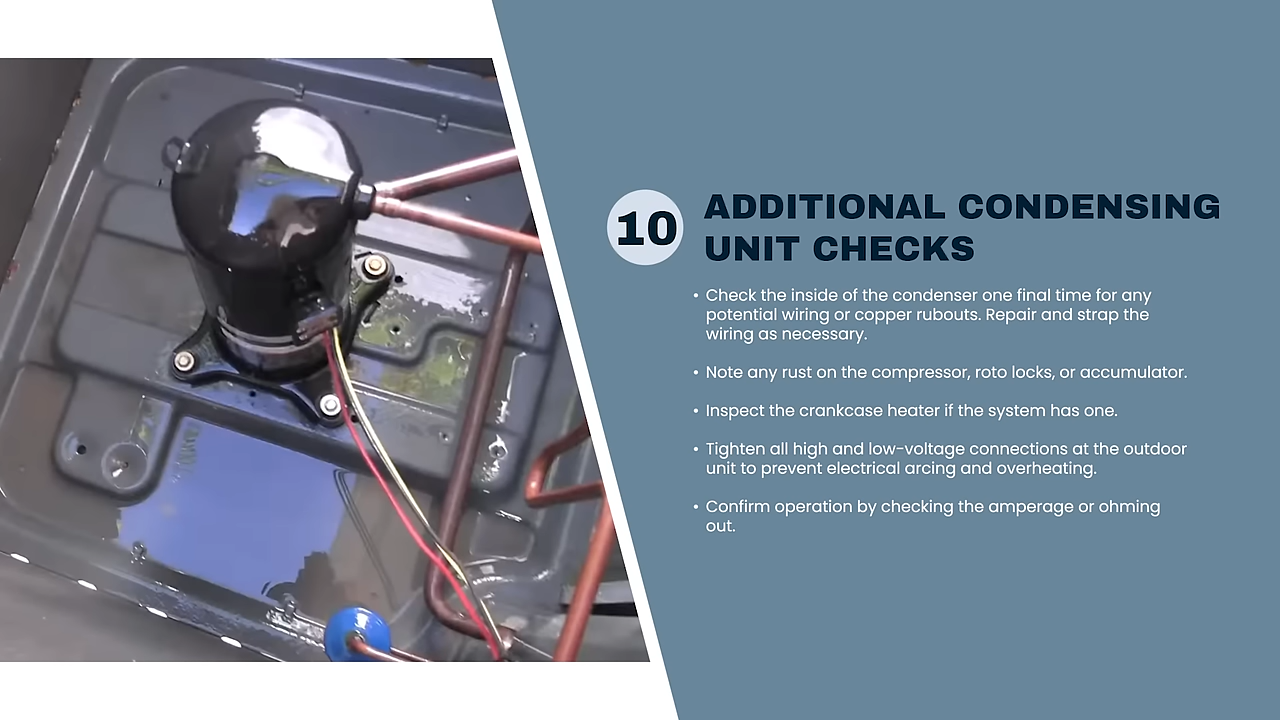 10
ADDITIONAL CONDENSING
UNIT CHECKS
• Check the inside of the condenser one final time for any
potential wiring or copper rubouts. Repair and strap the
wiring as necessary.
• Note any rust on the compressor, roto locks, or accumulator.
• Inspect the crankcase heater if the system has one.
• Tighten all high and low-voltage connections at the outdoor
unit to prevent electrical arcing and overheating.
• Confirm operation by checking the amperage or ohming
out.